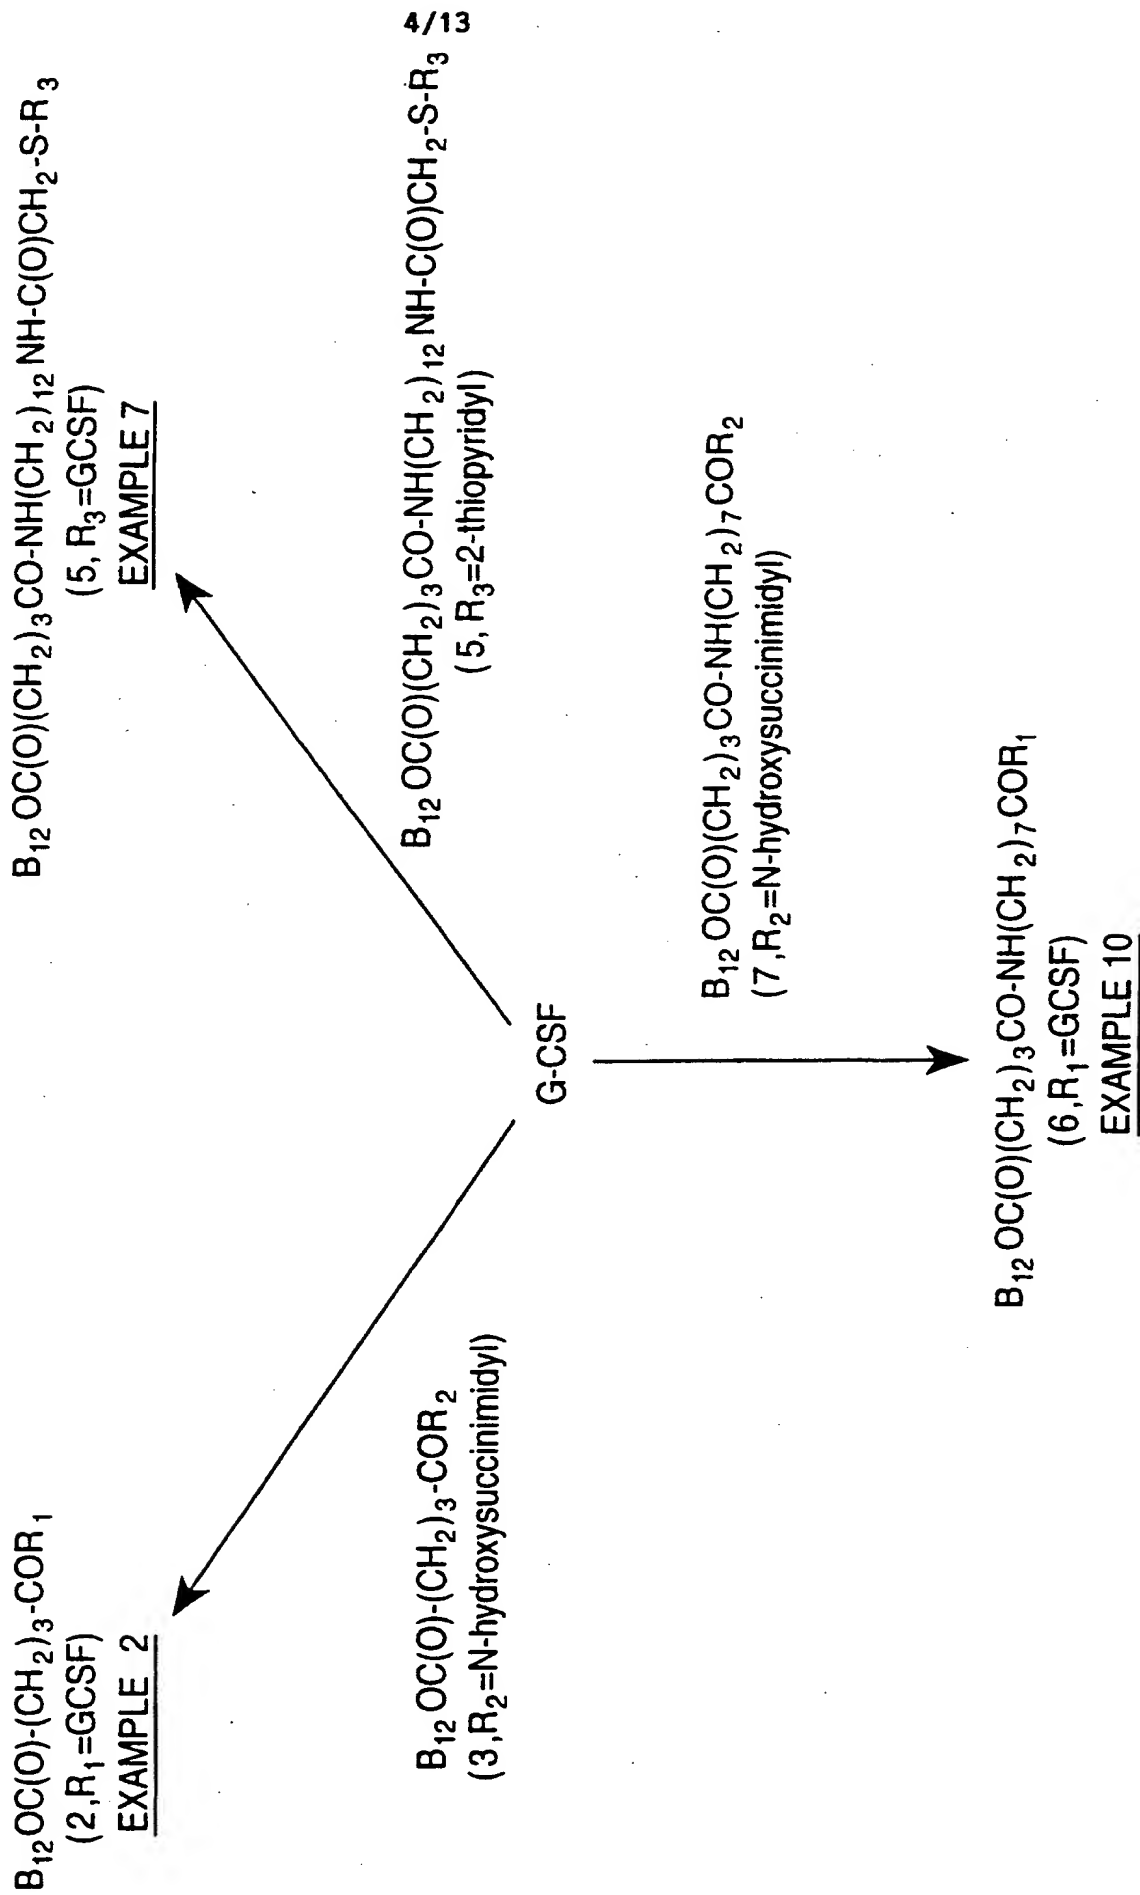 4/13
B₁₂OC(O)-(CH₂)₃-COR₁
(2,R₁=GCSF)
EXAMPLE 2
B₁₂OC(O)(CH₂)₃CO-NH(CH₂)₁₂NH-C(O)CH₂-S-R₃
(5, R₃=GCSF)
EXAMPLE 7
B₁₂OC(O)-(CH₂)₃-COR₂
(3,R₂=N-hydroxysuccinimidyl)
B₁₂OC(O)(CH₂)₃CO-NH(CH₂)₁₂NH-C(O)CH₂-S-R₃
(5, R₃=2-thiopyridyl)
G-CSF
B₁₂OC(O)(CH₂)₃CO-NH(CH₂)₇COR₂
(7,R₂=N-hydroxysuccinimidyl)
B₁₂OC(O)(CH₂)₃CO-NH(CH₂)₇COR₁
(6,R₁=GCSF)
EXAMPLE 10